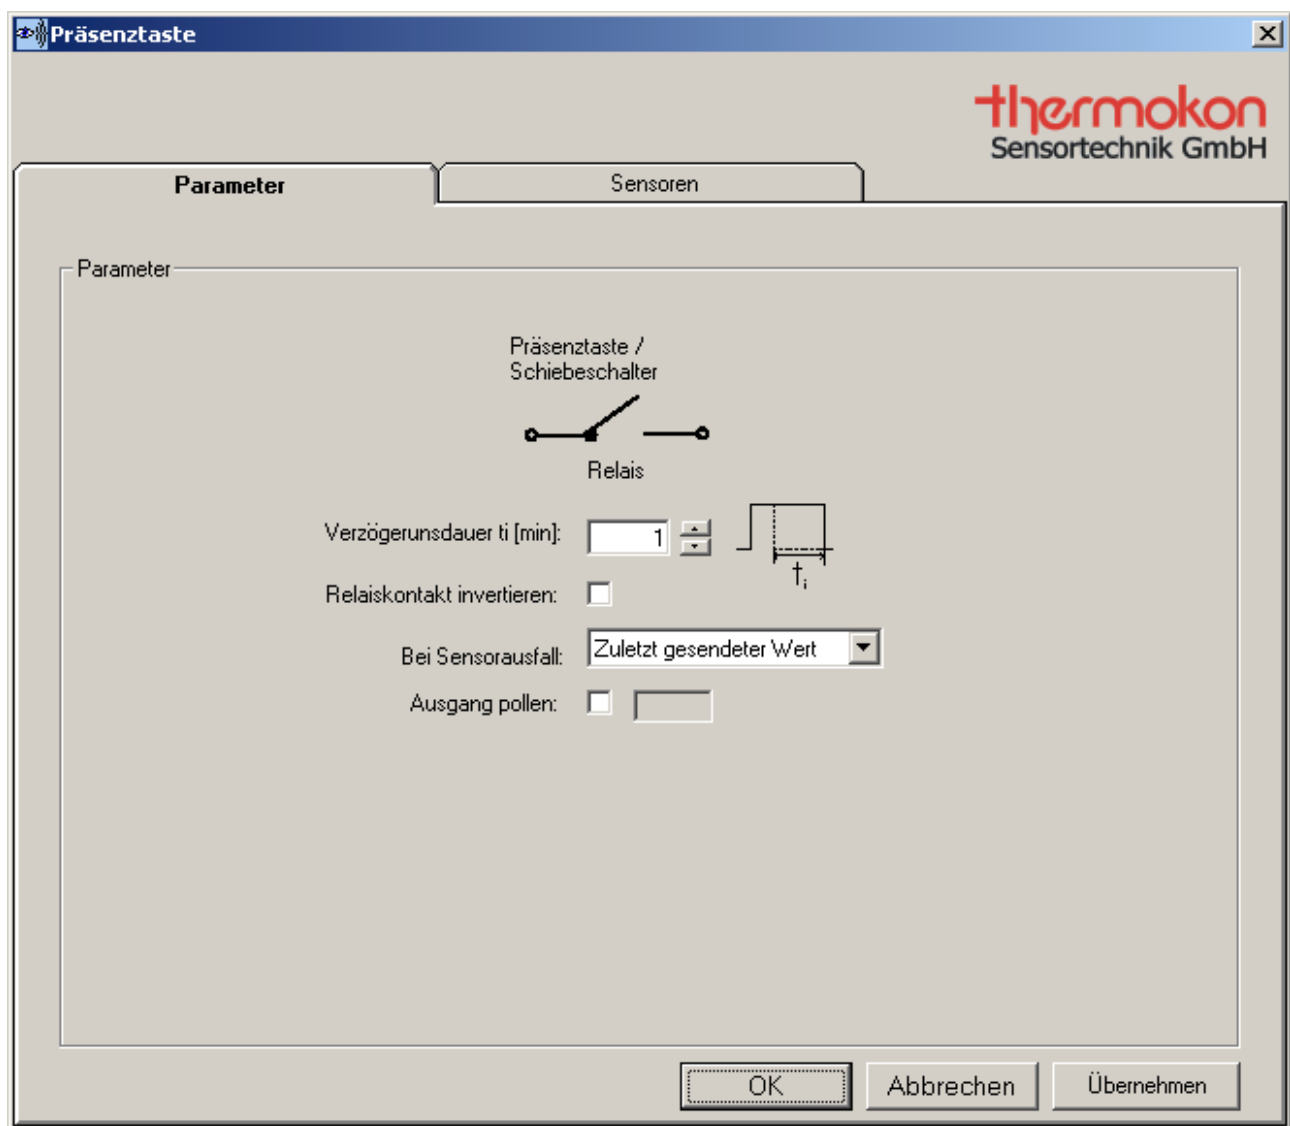 Präsenztaste
thermokon
Sensortechnik GmbH
Parameter
Sensoren
Parameter
Präsenztaste /
Schiebeschalter
Relais
Verzögerunsdauer ti [min]: 1
ti
Relaiskontakt invertieren:
Bei Sensorausfall: Zuletzt gesendeter Wert
Ausgang pollen:
OK
Abbrechen
Übernehmen